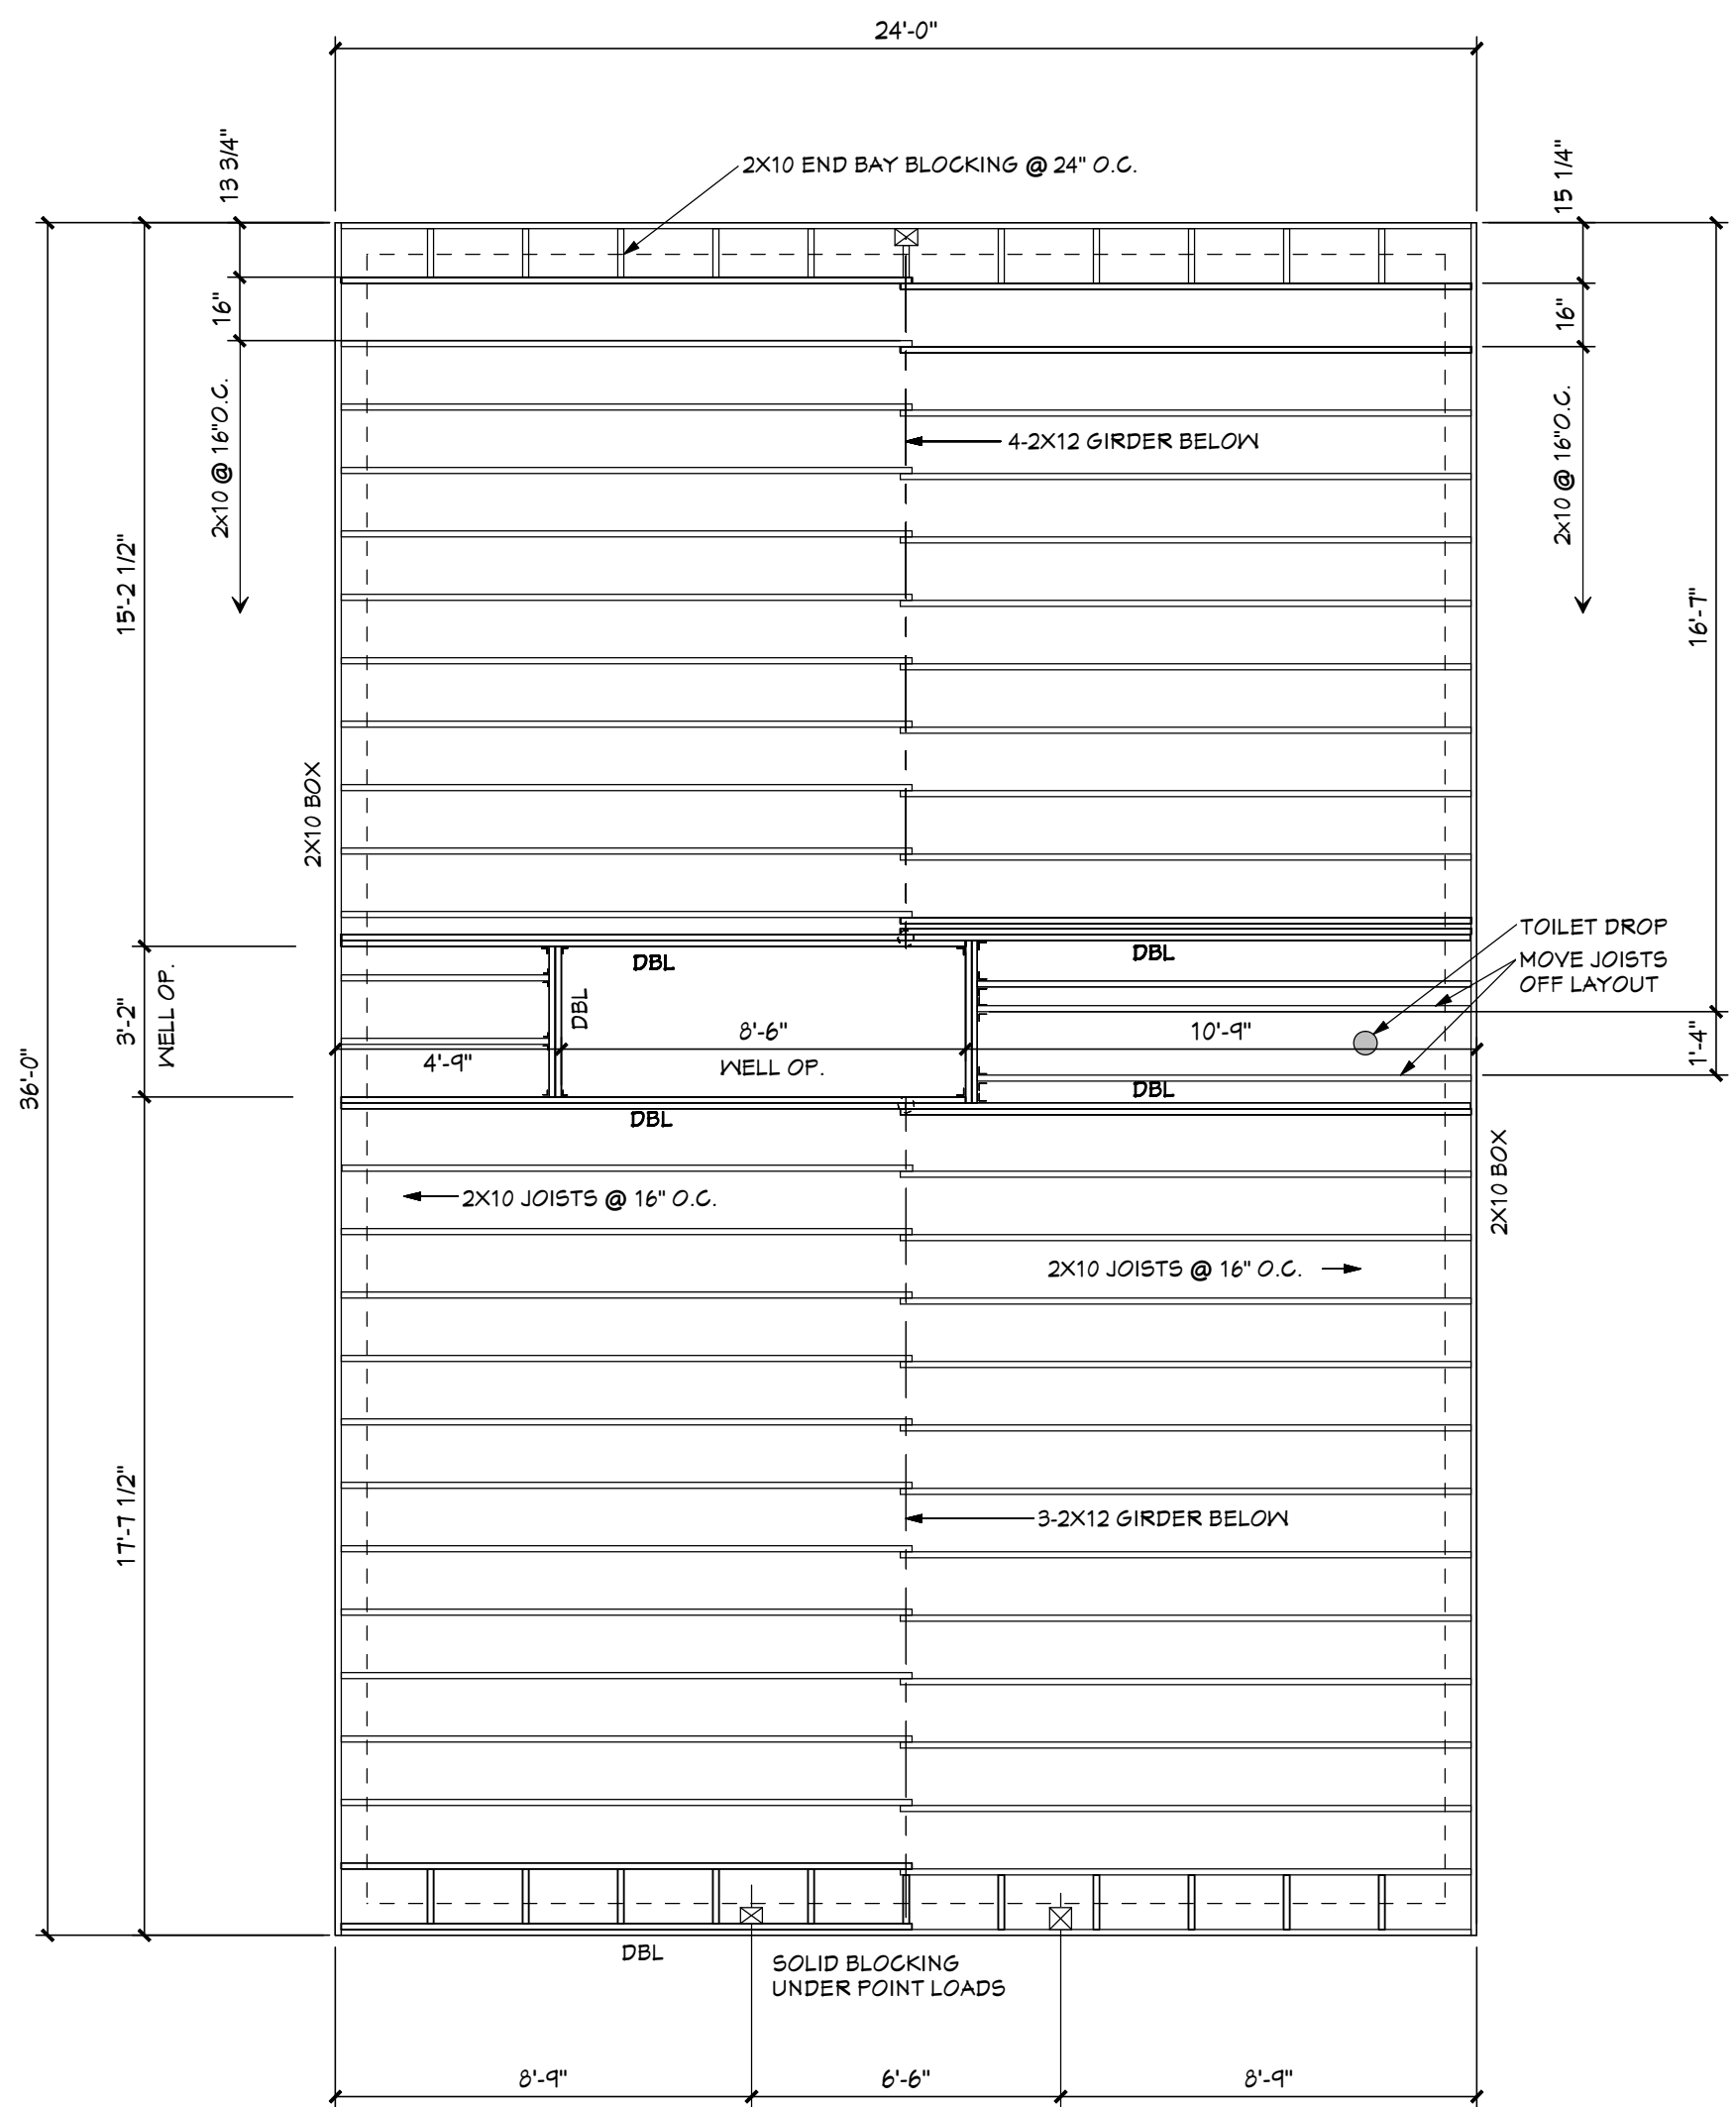 24'-0"
13 3/4"
15 1/4"
2X10 END BAY BLOCKING @ 24" O.C.
16"
16"
2x10 @ 16"O.C.
2x10 @ 16"O.C.
4-2X12 GIRDER BELOW
15'-2 1/2"
16'-7"
2X10 BOX
TOILET DROP
MOVE JOISTS
OFF LAYOUT
DBL
DBL
DBL
3'-2"
WELL OP.
8'-6"
WELL OP.
4'-9"
10'-9"
1'-4"
36'-0"
DBL
DBL
2X10 BOX
2X10 JOISTS @ 16" O.C.
2X10 JOISTS @ 16" O.C.
17'-7 1/2"
3-2X12 GIRDER BELOW
DBL
SOLID BLOCKING
UNDER POINT LOADS
8'-9"
6'-6"
8'-9"